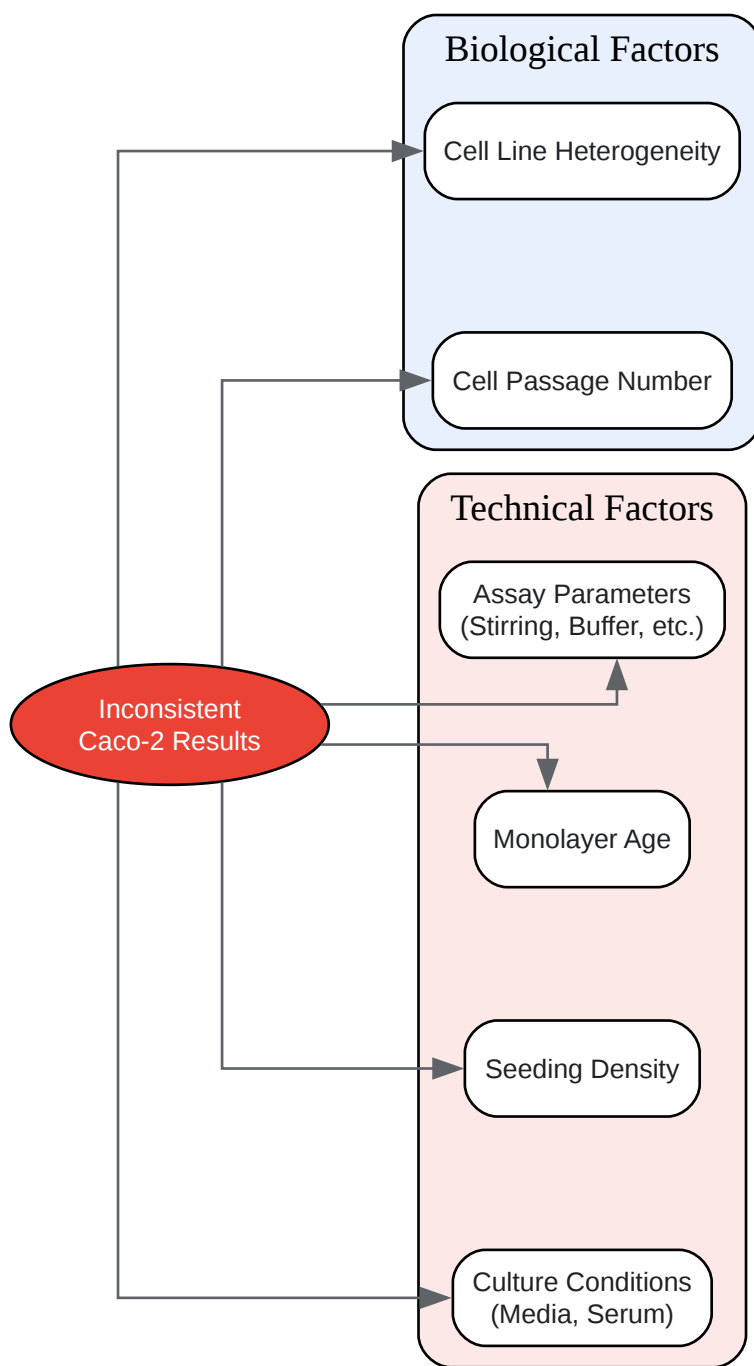 Biological Factors
Cell Line Heterogeneity
Cell Passage Number
Technical Factors
Assay Parameters
(Stirring, Buffer, etc.)
Inconsistent
Caco-2 Results
Monolayer Age
Seeding Density
Culture Conditions
(Media, Serum)